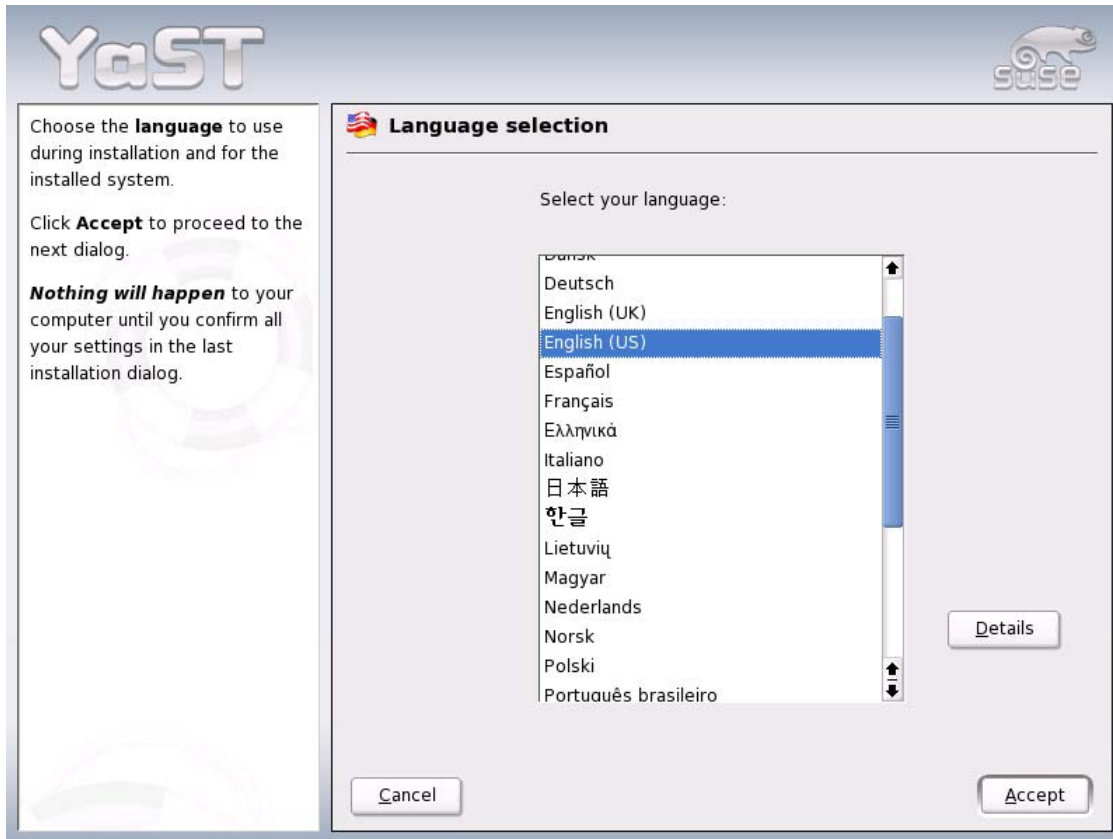 YaST
suse
Choose the language to use
during installation and for the
installed system.
Click Accept to proceed to the
next dialog.
Nothing will happen to your
computer until you confirm all
your settings in the last
installation dialog.
Language selection
Select your language:
Dansk
Deutsch
English (UK)
English (US)
Español
Français
Ελληνικά
Italiano
日本語
한글
Lietuvių
Magyar
Nederlands
Norsk
Polski
Português brasileiro
Details
Cancel
Accept